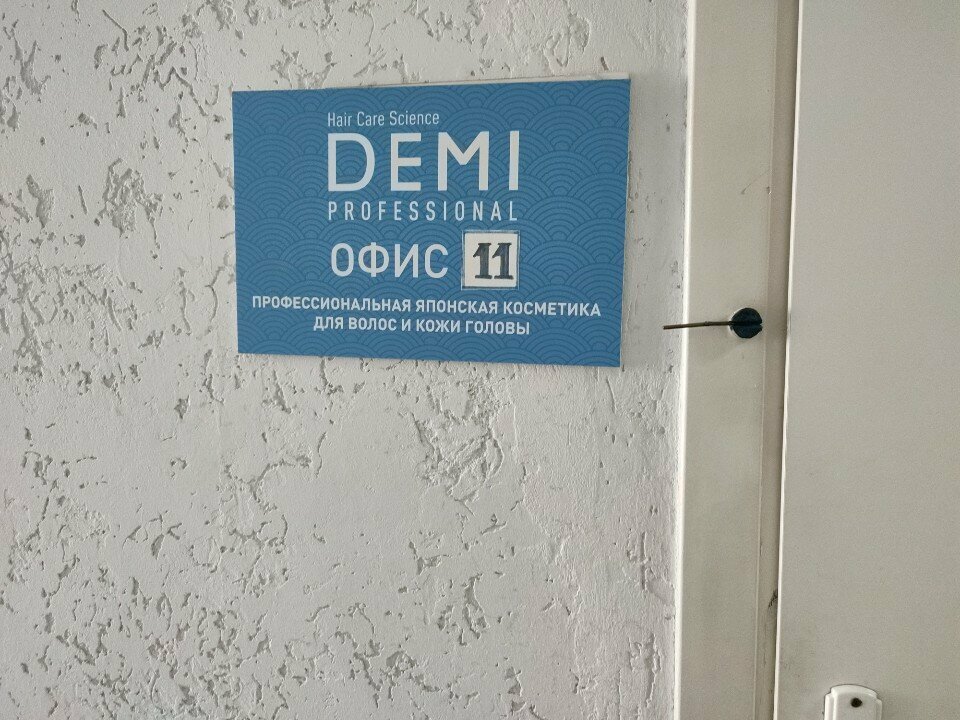 Hair Care Science
DEMI
PROFESSIONAL
ОФИС 11
ПРОФЕССИОНАЛЬНАЯ ЯПОНСКАЯ КОСМЕТИКА
ДЛЯ ВОЛОС И КОЖИ ГОЛОВЫ